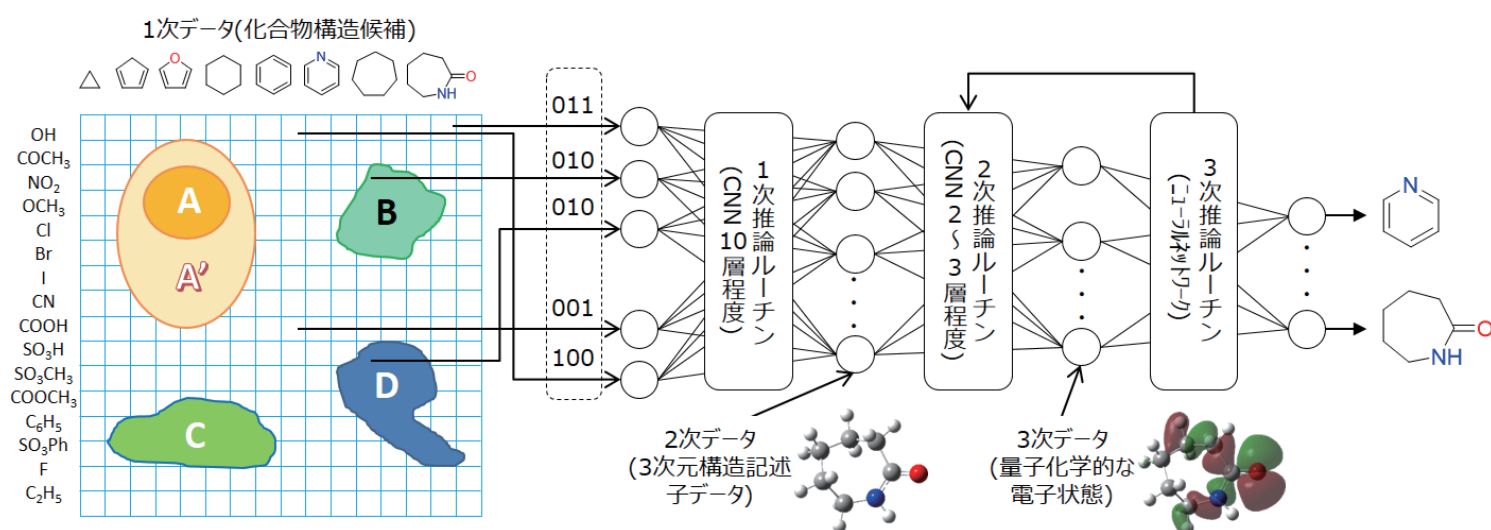 1次データ(化合物構造候補)
O
N
O
NH
OH
COCH₃
NO₂
OCH₃
Cl
Br
I
CN
COOH
SO₃H
SO₃CH₃
COOCH₃
C₆H₅
SO₃Ph
F
C₂H₅
A
A′
B
C
D
011
010
010
001
100
1次推論ルーチン
(CNN10層程度)
2次推論ルーチン
(CNN2~3層程度)
3次推論ルーチン
(ニューラルネットワーク)
N
O
NH
2次データ
(3次元構造記述
子データ)
3次データ
(量子化学的な
電子状態)